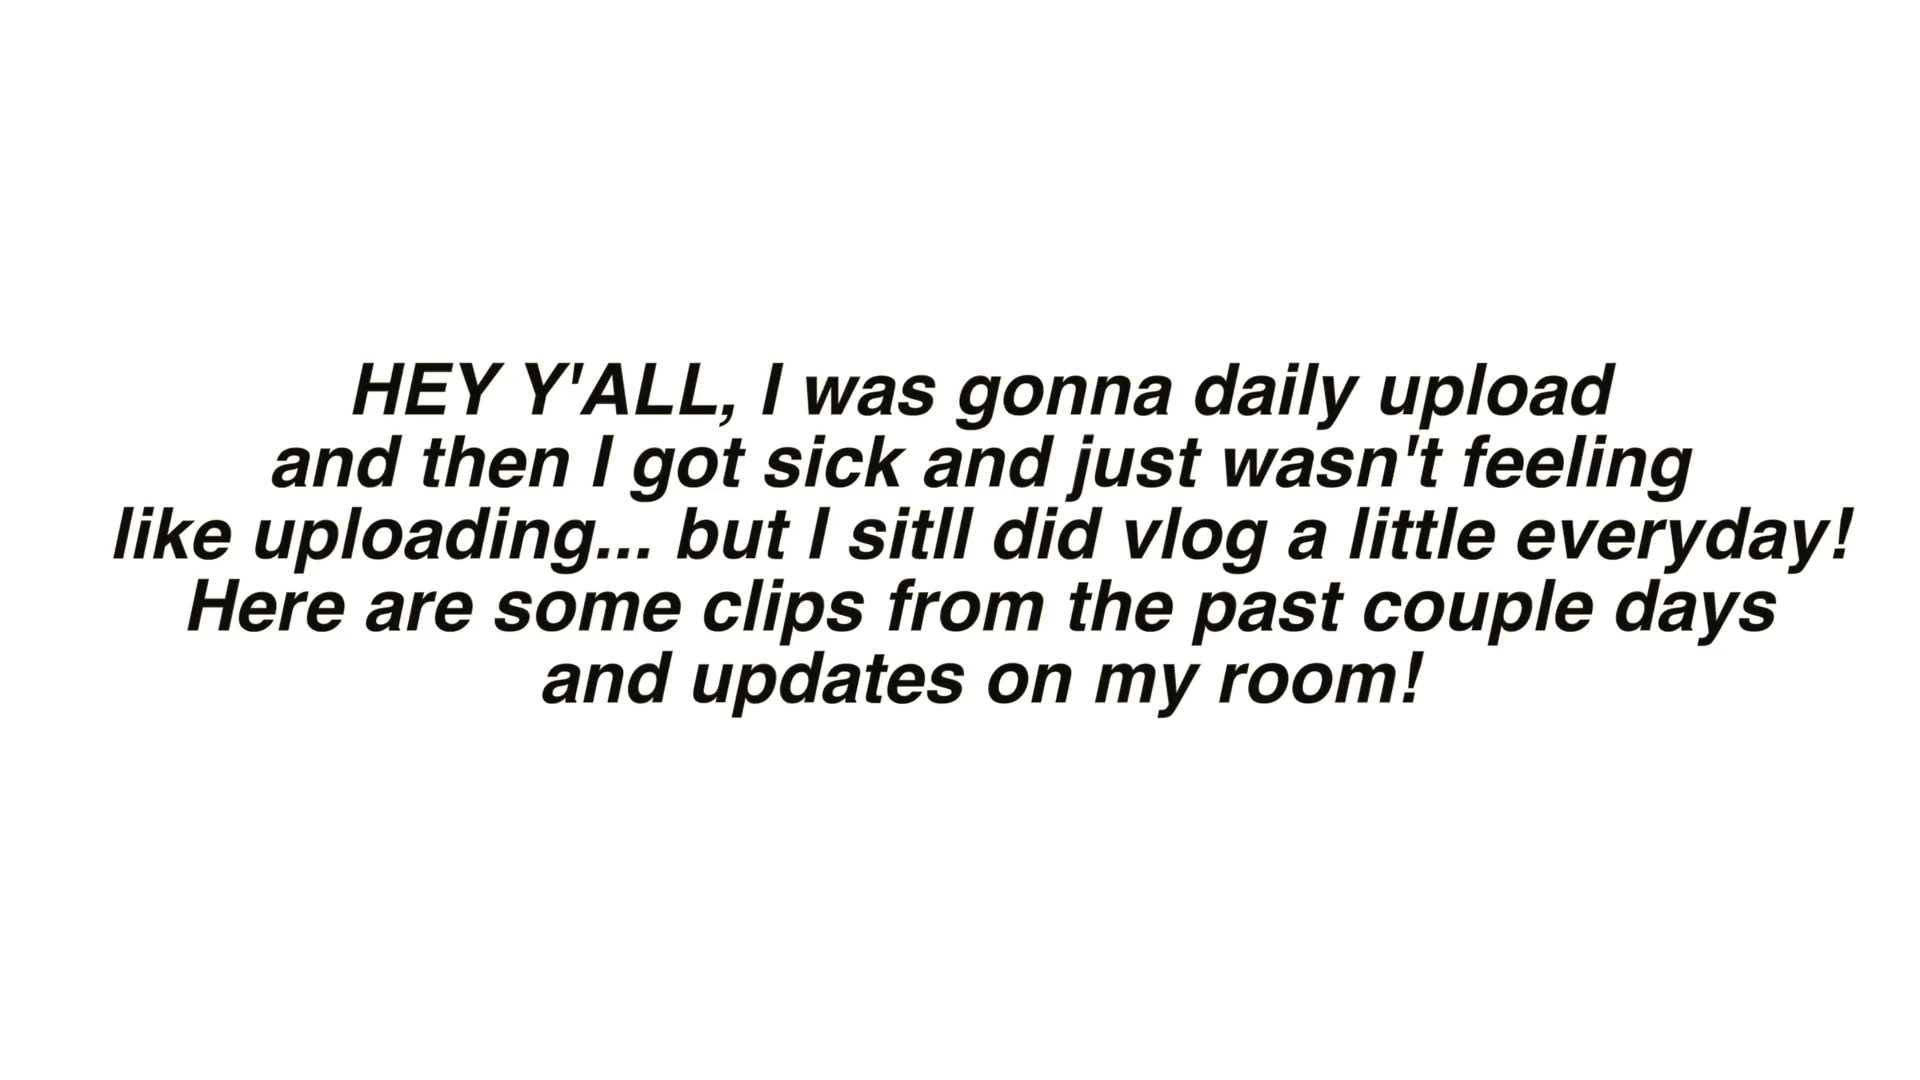 HEY Y'ALL, I was gonna daily upload
and then I got sick and just wasn't feeling
like uploading... but I sitll did vlog a little everyday!
Here are some clips from the past couple days
and updates on my room!